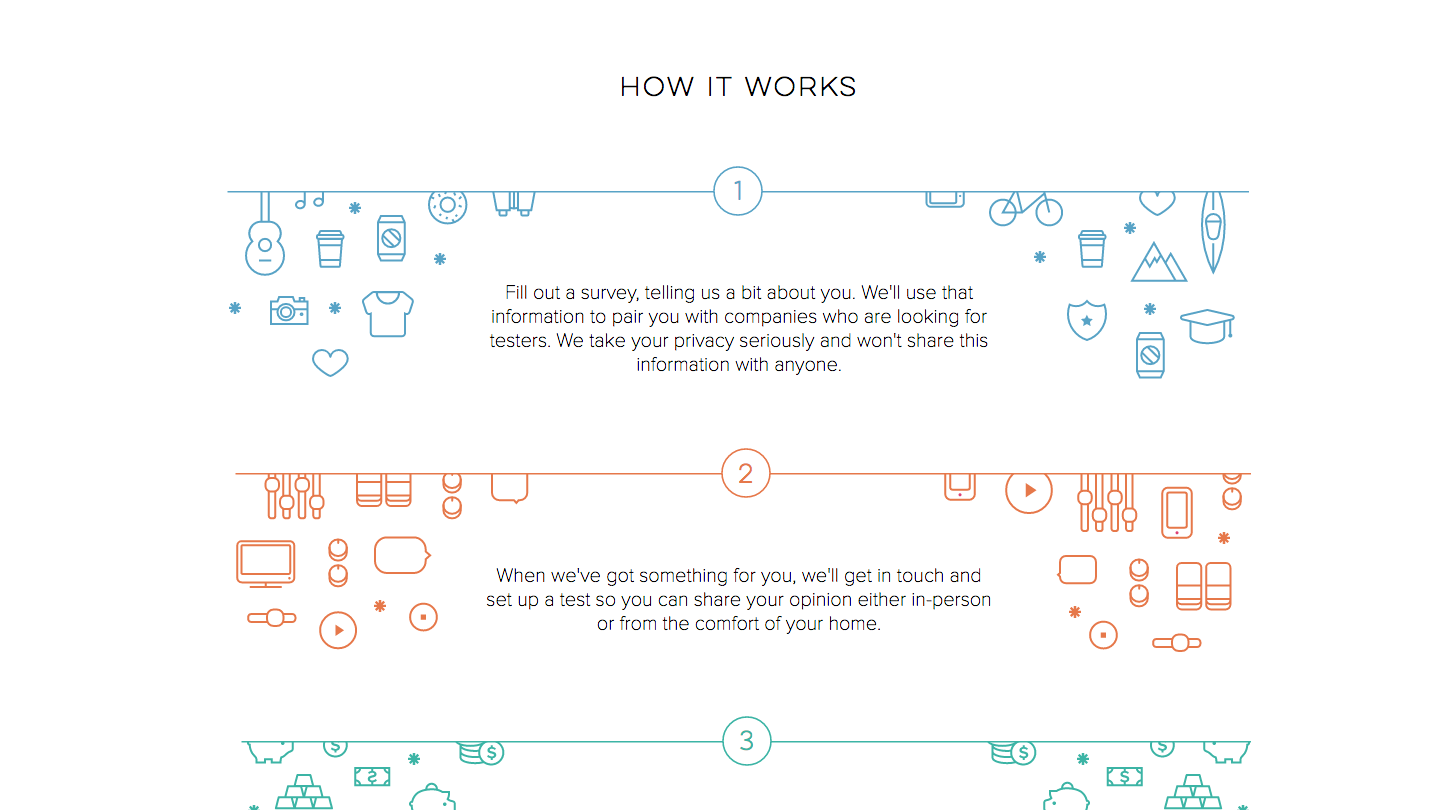 HOW IT WORKS
1
Fill out a survey, telling us a bit about you. We'll use that
information to pair you with companies who are looking for
testers. We take your privacy seriously and won't share this
information with anyone.
2
When we've got something for you, we'll get in touch and
set up a test so you can share your opinion either in-person
or from the comfort of your home.
3
$ $ $ $
$ $